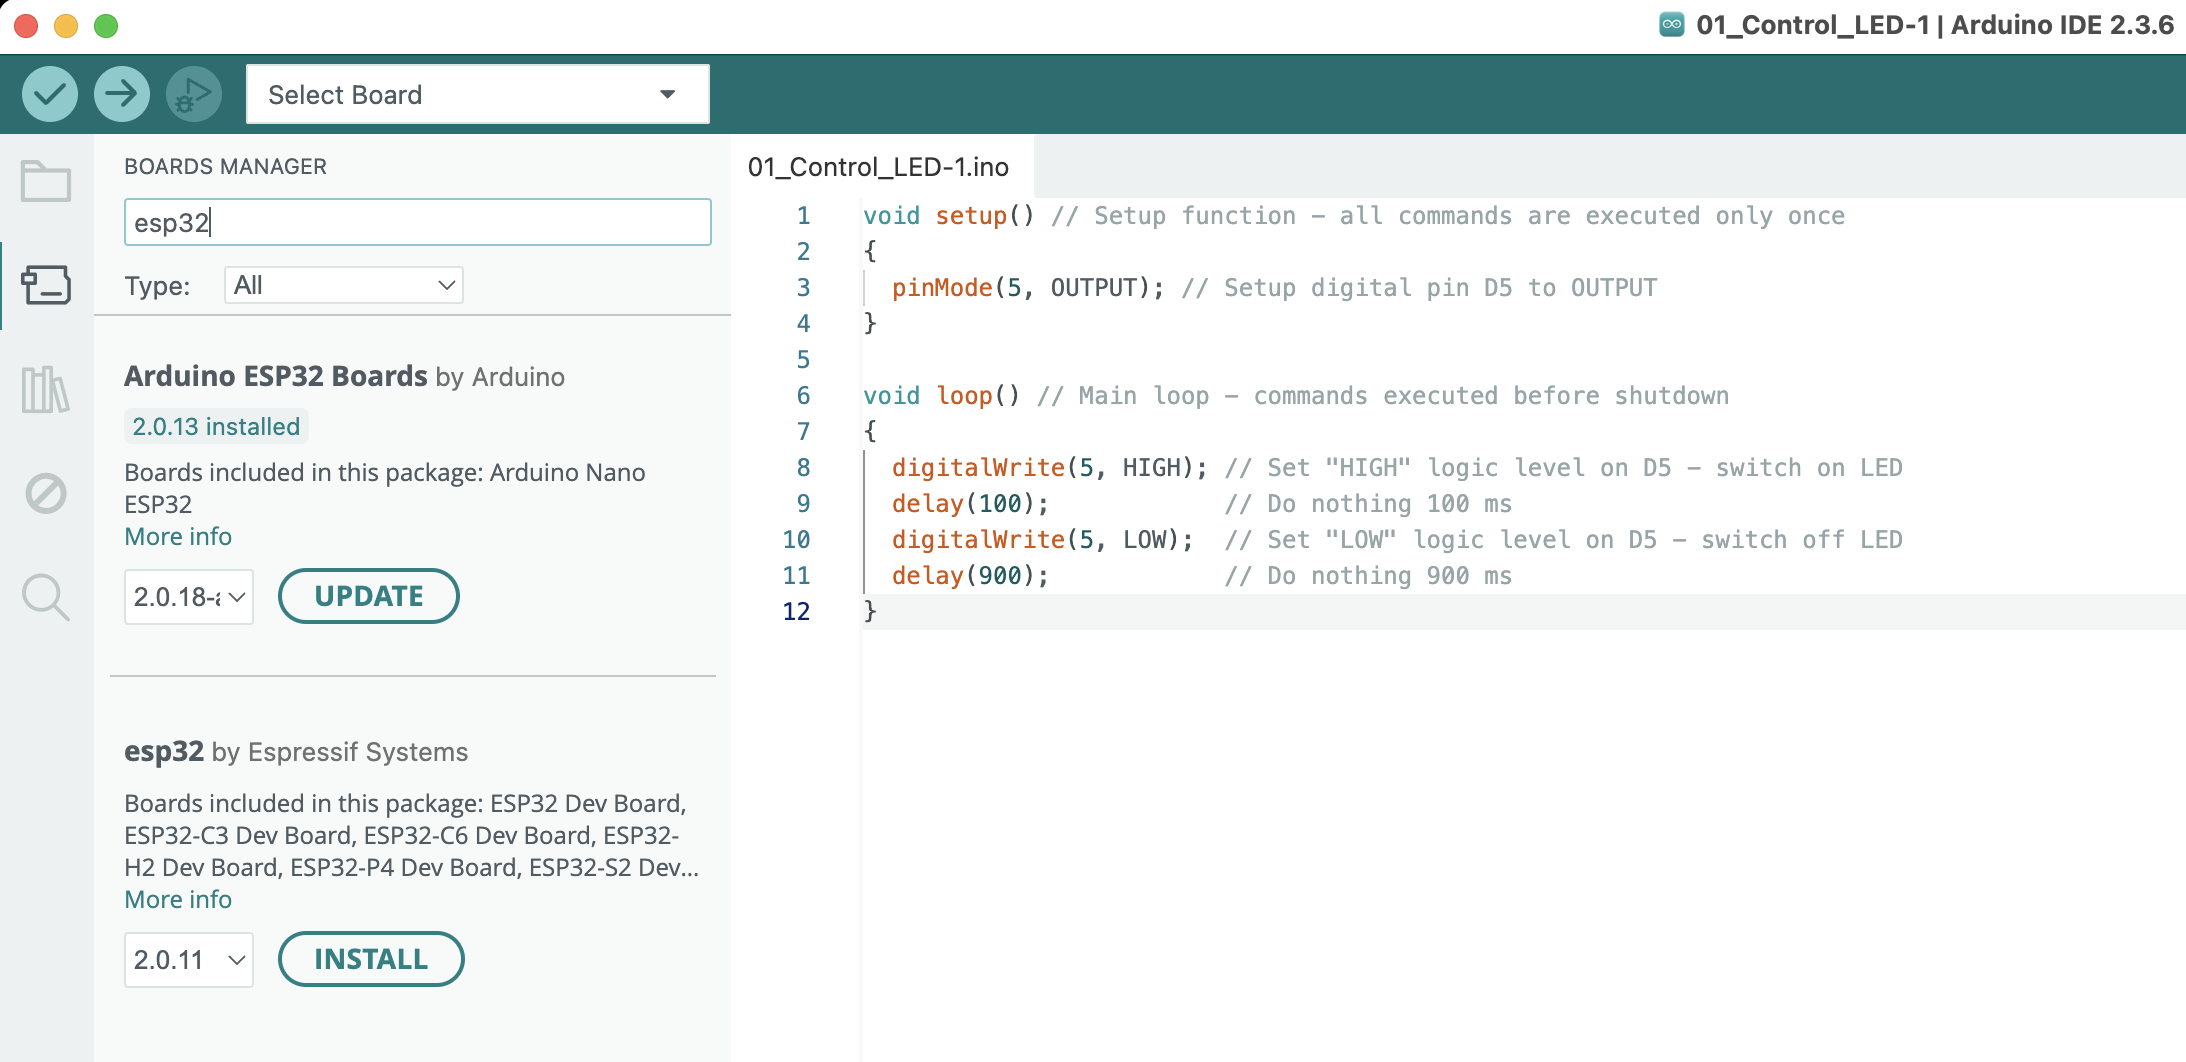 01_Control_LED-1 | Arduino IDE 2.3.6
Select Board
BOARDS MANAGER
esp32
Type: All
Arduino ESP32 Boards by Arduino
2.0.13 installed
Boards included in this package: Arduino Nano
ESP32
More info
2.0.18-a UPDATE
esp32 by Espressif Systems
Boards included in this package: ESP32 Dev Board,
ESP32-C3 Dev Board, ESP32-C6 Dev Board, ESP32-
H2 Dev Board, ESP32-P4 Dev Board, ESP32-S2 Dev...
More info
2.0.11 INSTALL
01_Control_LED-1.ino
1 void setup() // Setup function – all commands are executed only once
2 {
3 pinMode(5, OUTPUT); // Setup digital pin D5 to OUTPUT
4 }
5
6 void loop() // Main loop – commands executed before shutdown
7 {
8 digitalWrite(5, HIGH); // Set "HIGH" logic level on D5 – switch on LED
9 delay(100); // Do nothing 100 ms
10 digitalWrite(5, LOW); // Set "LOW" logic level on D5 – switch off LED
11 delay(900); // Do nothing 900 ms
12 }